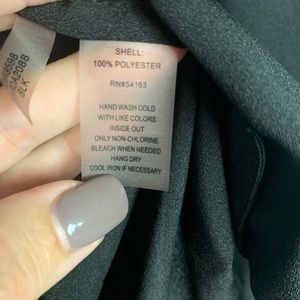 SHELL:
100% POLYESTER
RN#54163
HAND WASH COLD
WITH LIKE COLORS
INSIDE OUT
ONLY NON-CHLORINE
BLEACH WHEN NEEDED
HANG DRY
COOL IRON IF NECESSARY
BLK